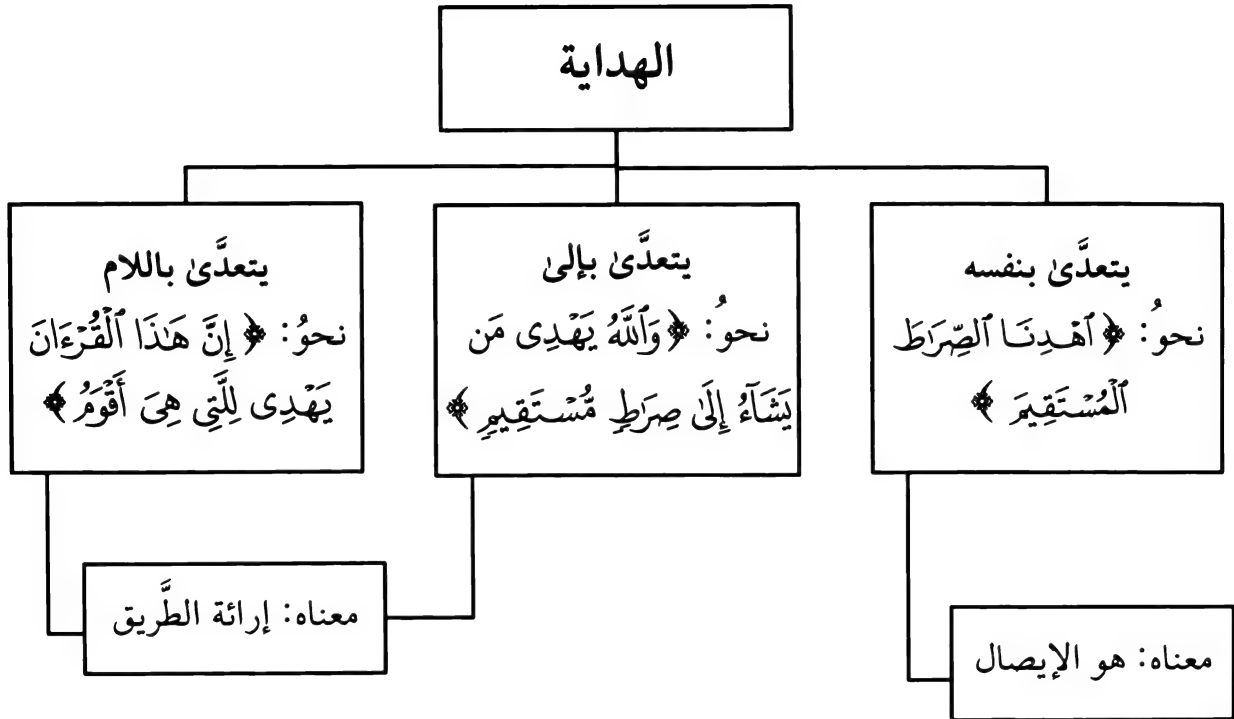 الهداية
يتعدَّىٰ بنفسه
نحوُ: ﴿ ٱهۡدِنَا ٱلصِّرَٰطَ
ٱلۡمُسۡتَقِيمَ ﴾
يتعدَّىٰ بإلىٰ
نحوُ: ﴿ وَٱللَّهُ يَهۡدِى مَن
يَشَآءُ إِلَىٰ صِرَٰطٍ مُّسۡتَقِيمٍ ﴾
يتعدَّىٰ باللام
نحوُ: ﴿ إِنَّ هَٰذَا ٱلۡقُرۡءَانَ
يَهۡدِى لِلَّتِي هِىَ أَقۡوَمُ ﴾
معناه: هو الإيصال
معناه: إرائة الطَّريق